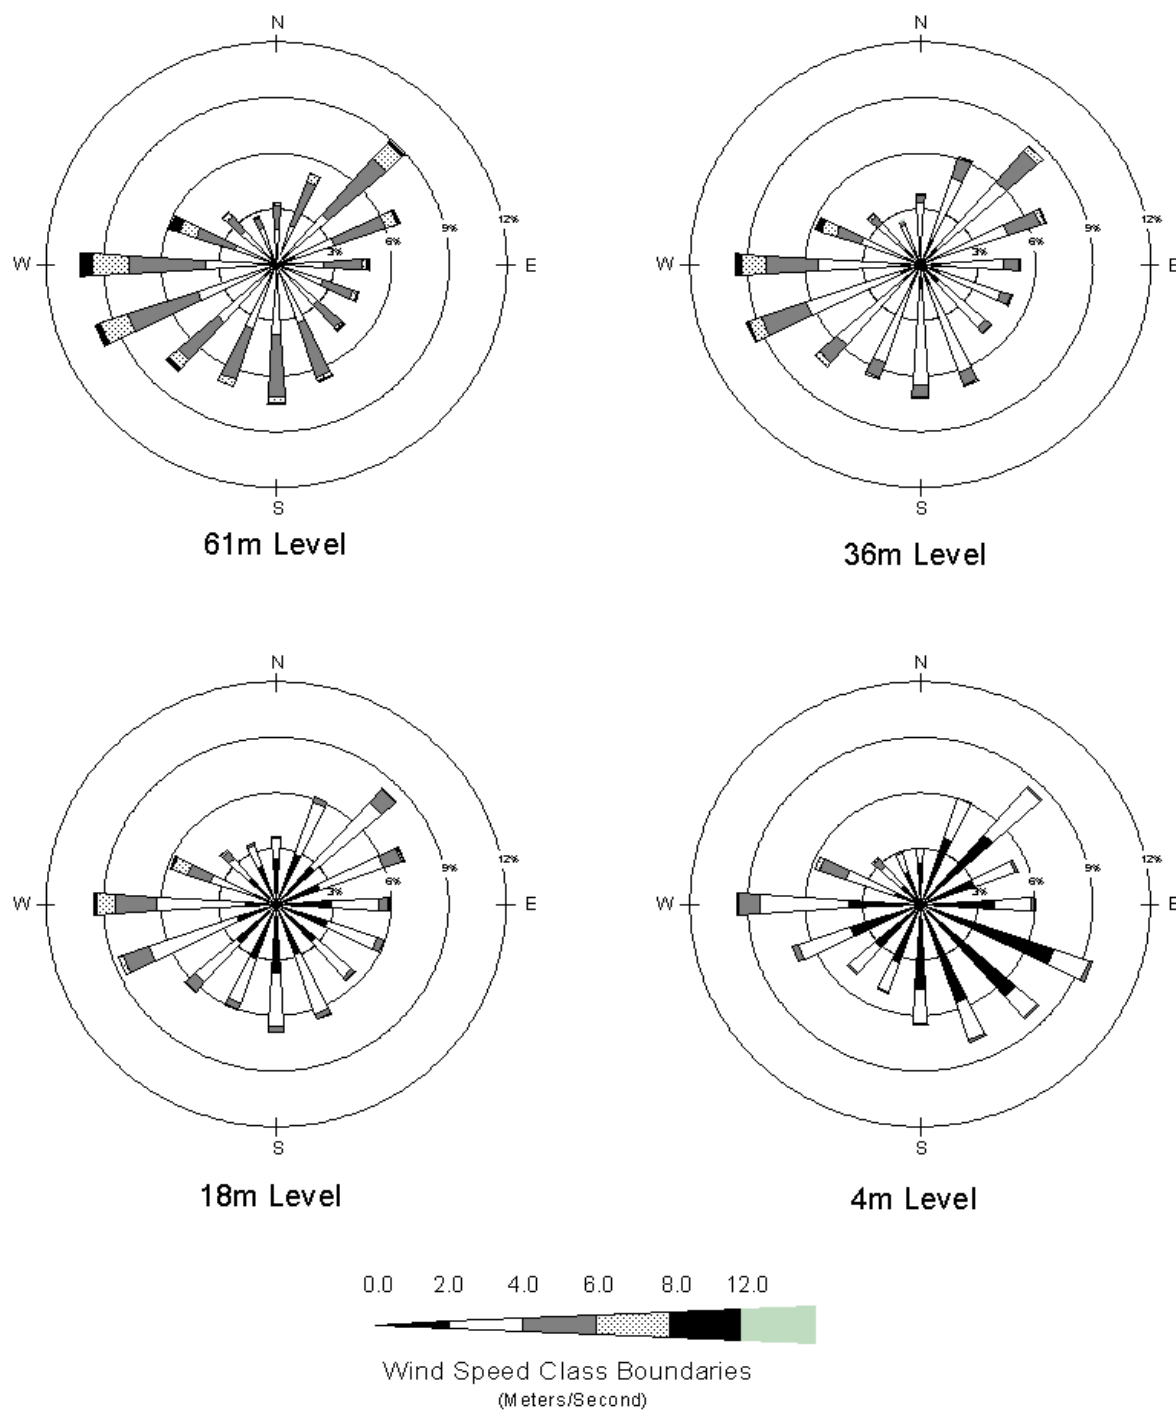 N
N
12%
12%
9%
9%
6%
6%
3%
3%
W
E
W
E
S
S
61m Level
36m Level
N
N
12%
12%
9%
9%
6%
6%
3%
3%
W
E
W
E
S
S
18m Level
4m Level
0.0 2.0 4.0 6.0 8.0 12.0
Wind Speed Class Boundaries
(Meters/Second)